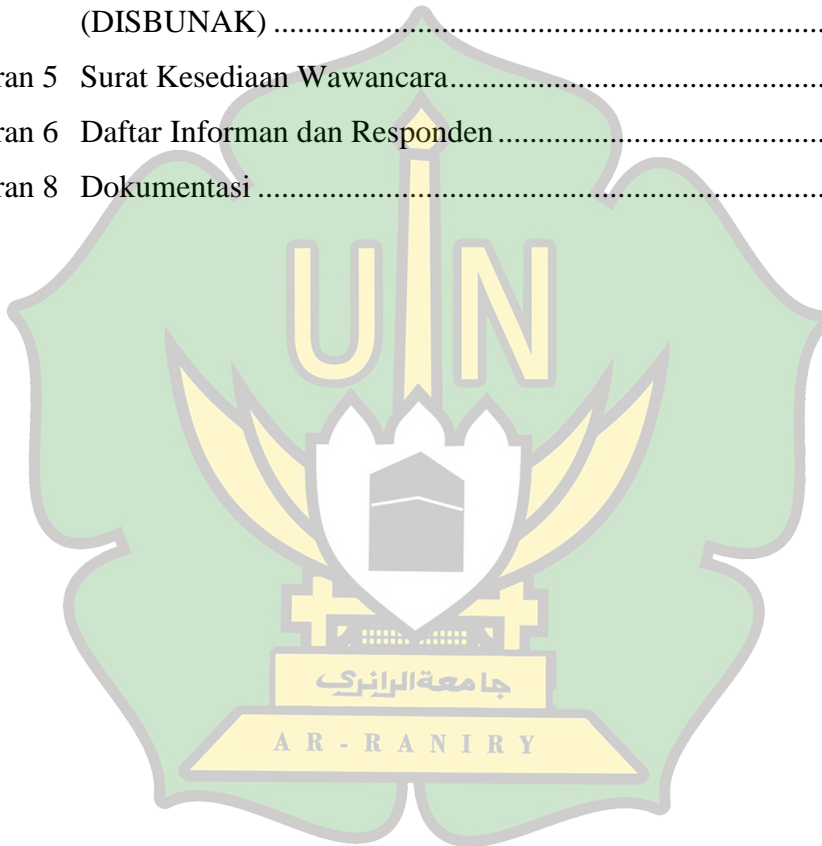 (DISBUNAK) ........................................................................
ran 5 Surat Kesediaan Wawancara..................................................
ran 6 Daftar Informan dan Responden ...........................................
ran 8 Dokumentasi ..........................................................................
UIN
جامعة الرانري
AR-RANIRY